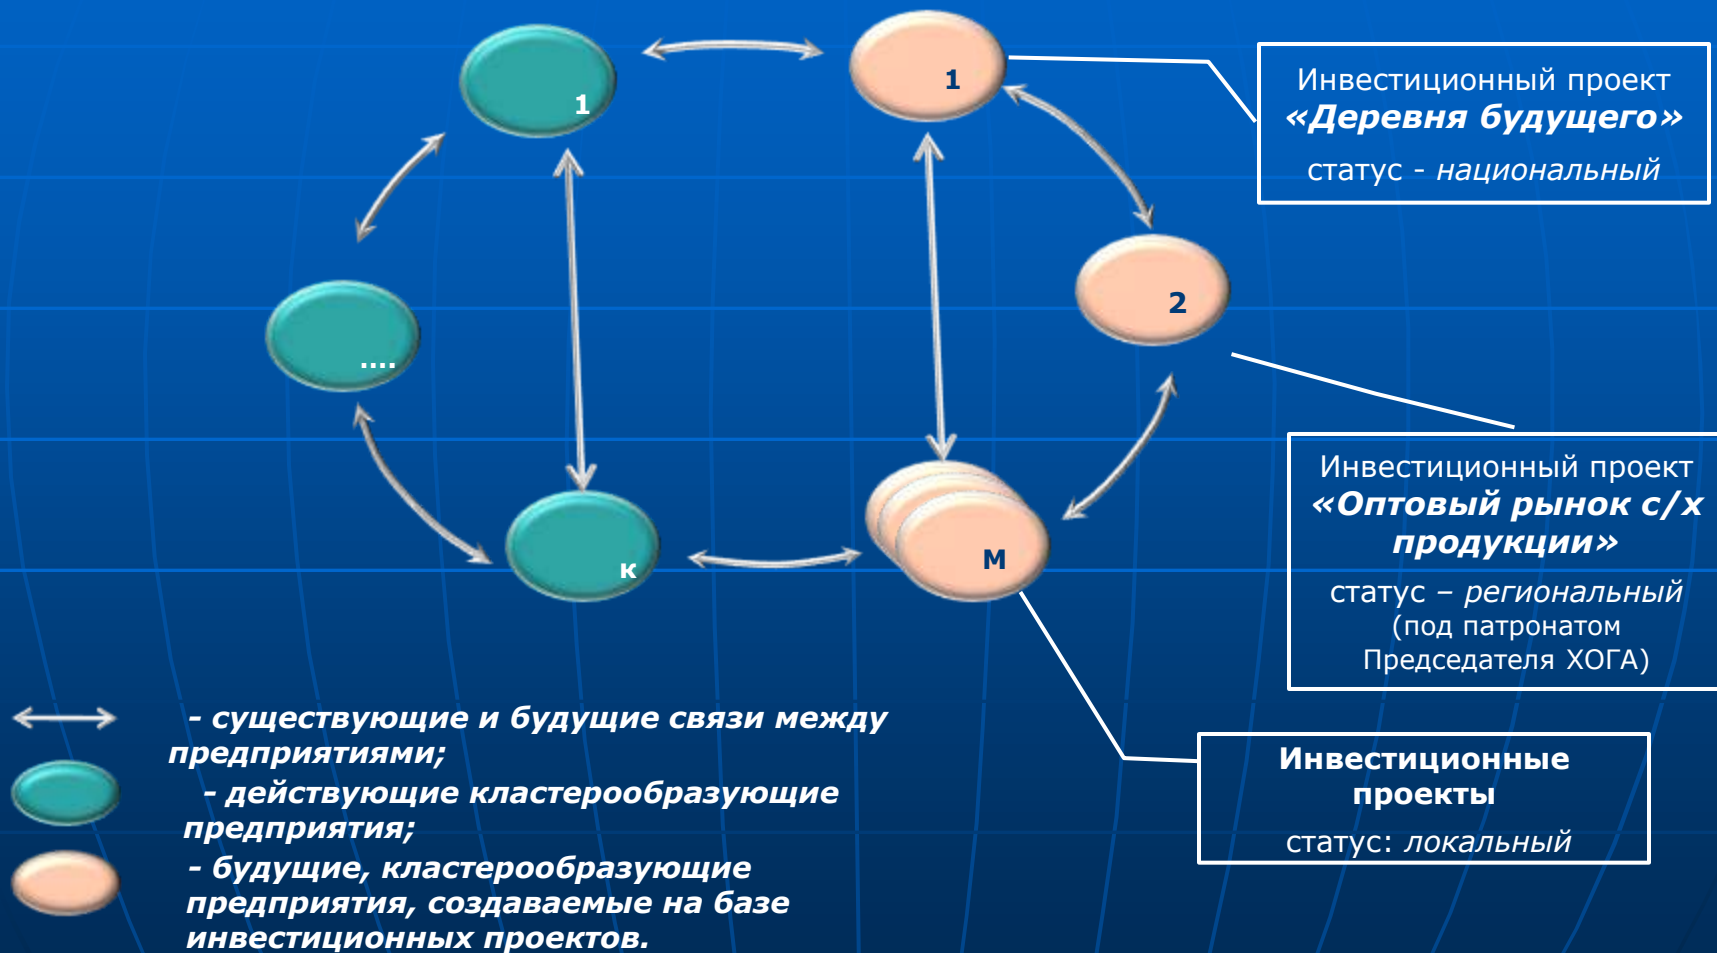 1
1
Инвестиционный проект
«Деревня будущего»
статус - национальный
2
....
Инвестиционный проект
«Оптовый рынок с/х
продукции»
статус – региональный
(под патронатом
Председателя ХОГА)
к
М
- существующие и будущие связи между
предприятиями;
- действующие кластерообразующие
предприятия;
- будущие, кластерообразующие
предприятия, создаваемые на базе
инвестиционных проектов.
Инвестиционные
проекты
статус: локальный